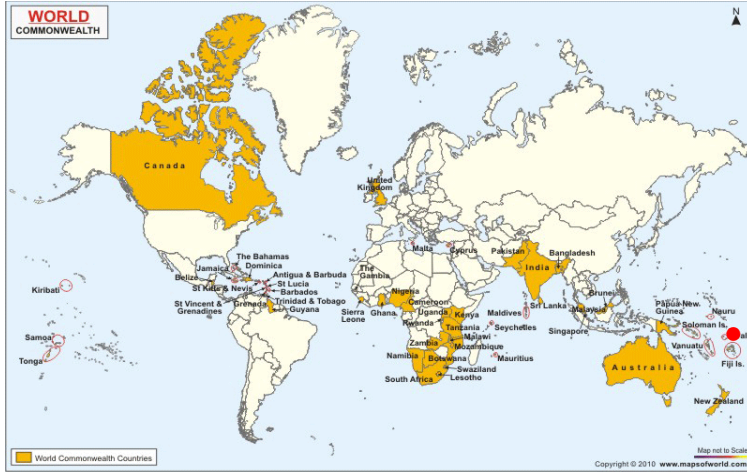 WORLD
COMMONWEALTH
N
Canada
United
Kingdom
Malta
Cyprus
Pakistan
Bangladesh
India
The Bahamas
Jamaica
Dominica
Belize
Antigua & Barbuda
St Kitts & Nevis
St Lucia
Barbados
St Vincent &
Grenadines
Grenada
Trinidad & Tobago
Guyana
Kiribati
Samoa
Tonga
The
Gambia
Sierra
Leone
Ghana
Nigeria
Cameroon
Uganda
Kenya
Rwanda
Tanzania
Malawi
Zambia
Mozambique
Namibia
Botswana
Swaziland
South Africa
Lesotho
Maldives
Sri Lanka
Seychelles
Mauritius
Brunei
Malaysia
Singapore
Papua New
Guinea
Nauru
Soloman Is.
Vanuatu
Fiji Is.
Australia
New Zealand
World Commonwealth Countries
Map not to Scale
Copyright © 2010 www.mapsofworld.com